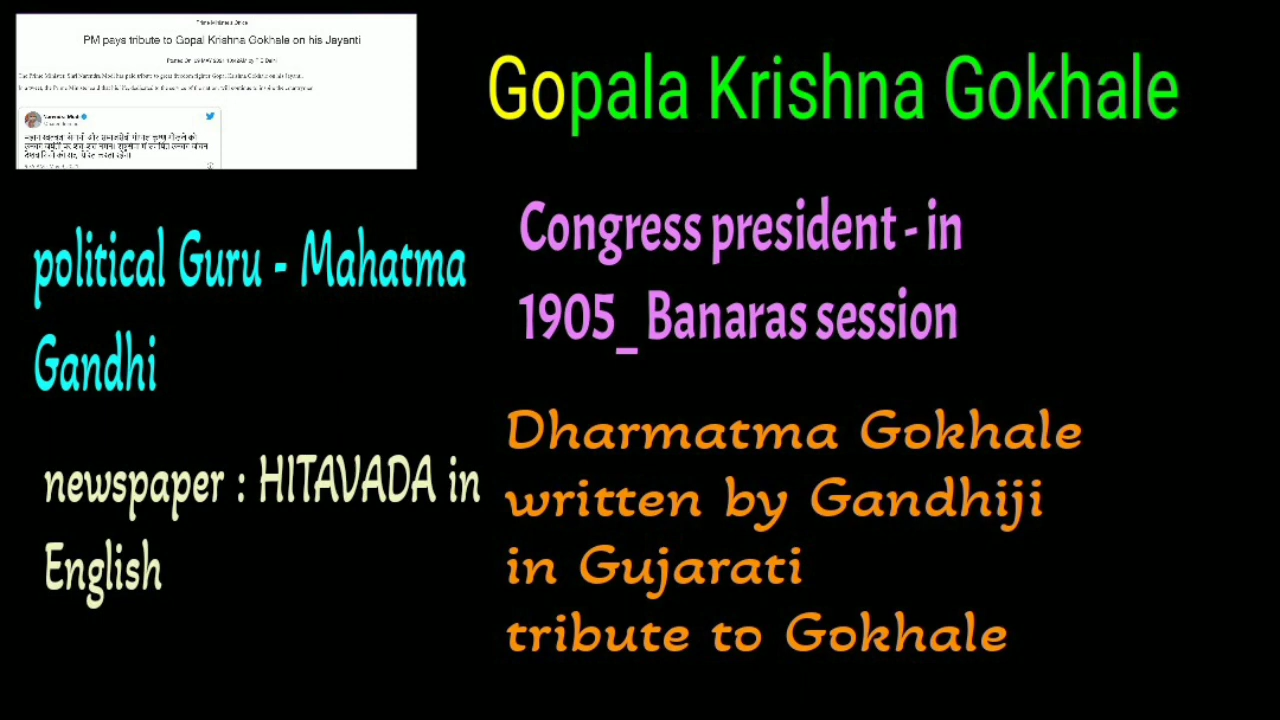 PM pays tribute to Gopal Krishna Gokhale on his Jayanti
Gopala Krishna Gokhale
Congress president - in
1905_ Banaras session
political Guru - Mahatma
Gandhi
newspaper : HITAVADA in
English
Dharmatma Gokhale
written by Gandhiji
in Gujarati
tribute to Gokhale